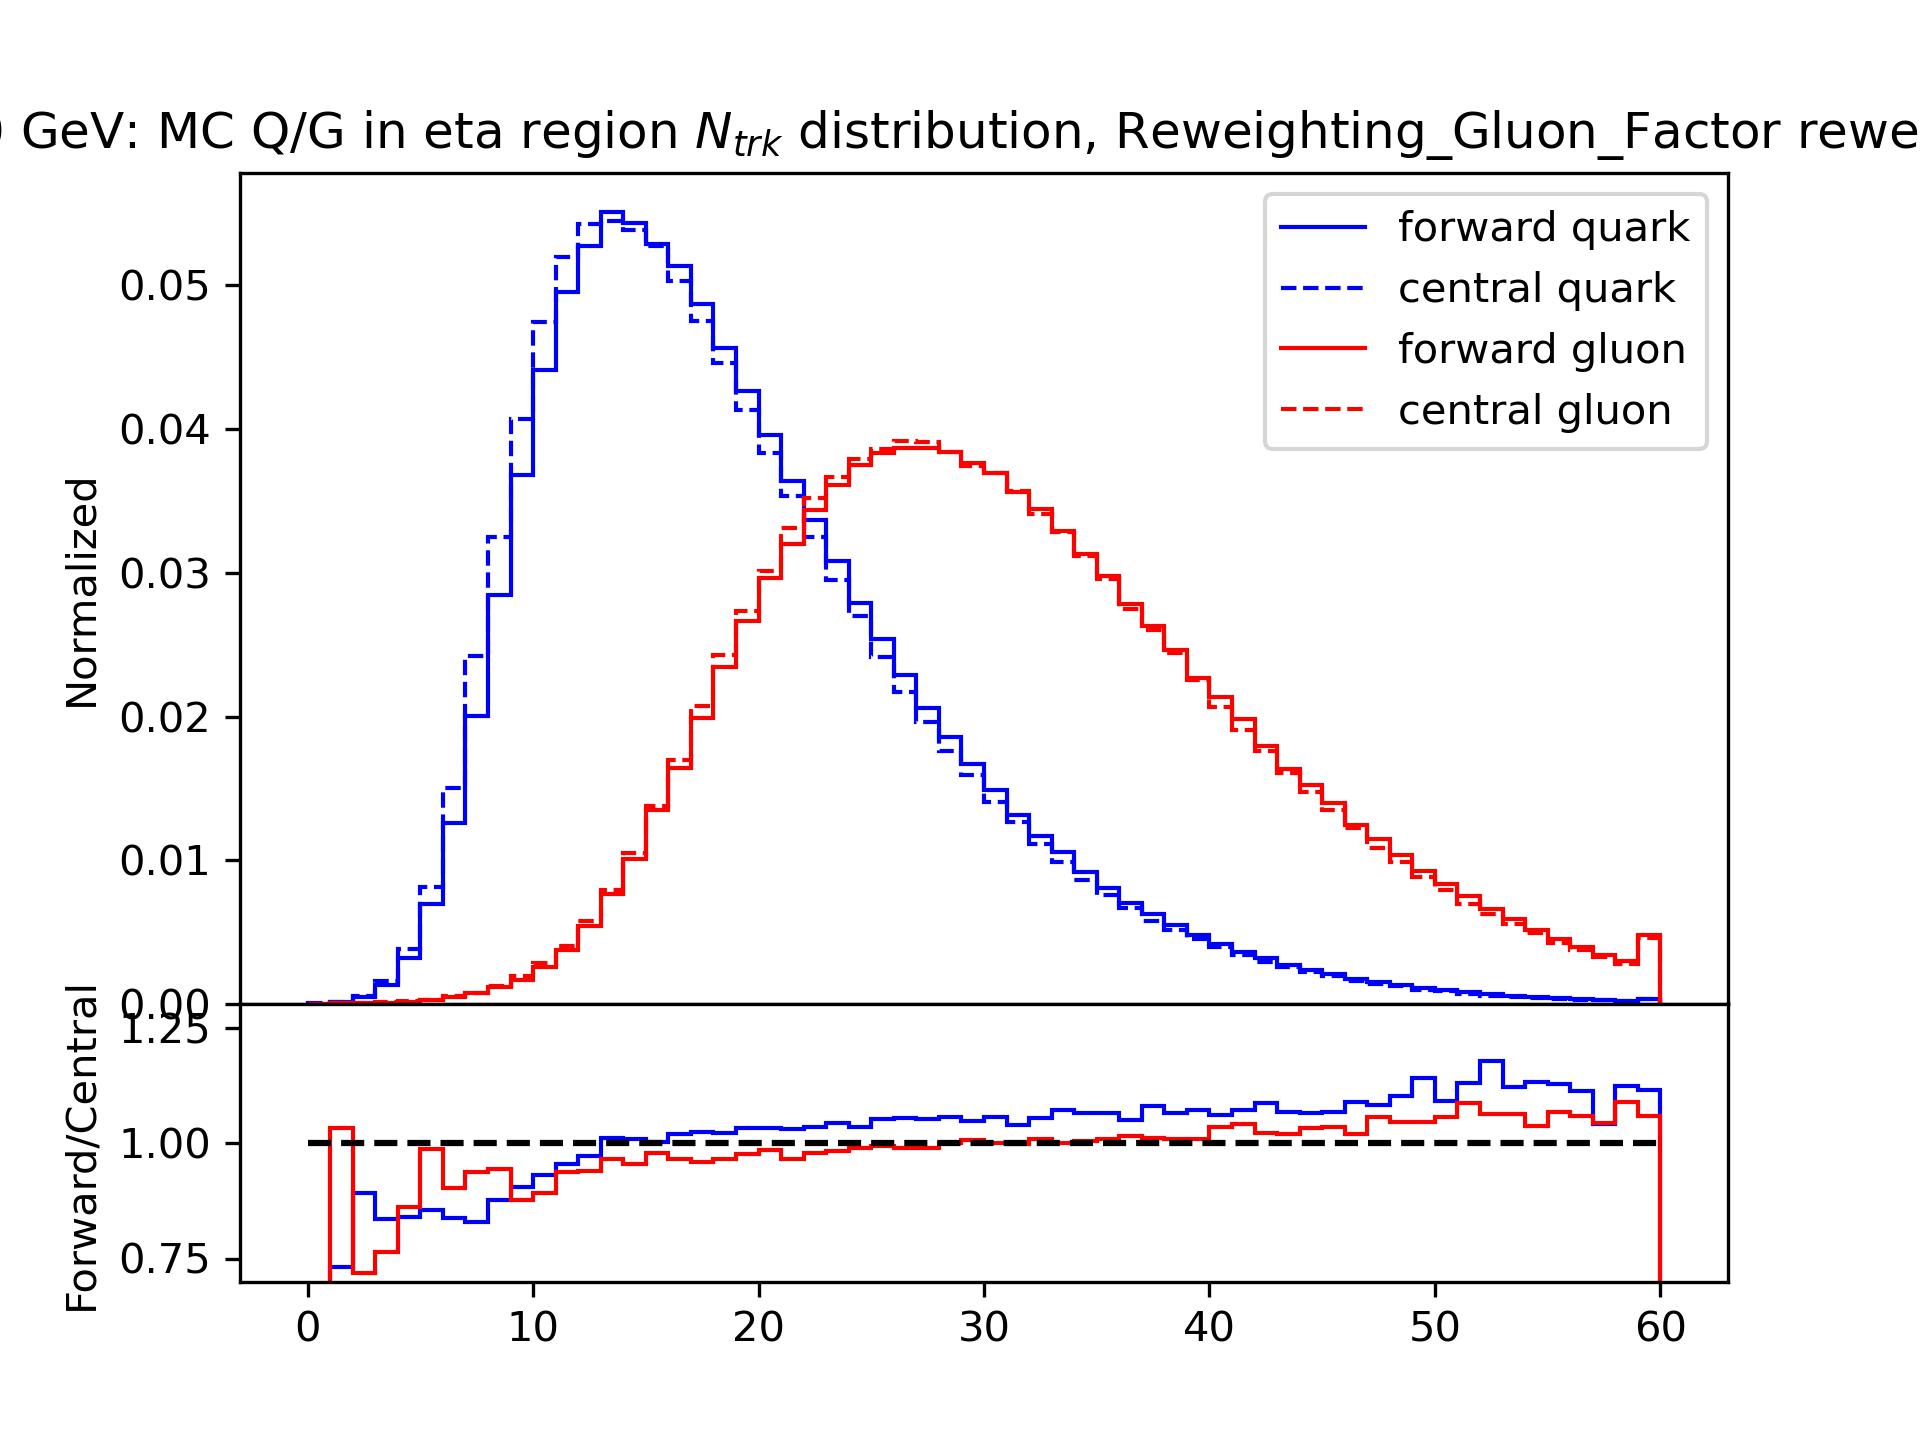 GeV: MC Q/G in eta region N_trk distribution, Reweighting_Gluon_Factor rewe
forward quark
central quark
forward gluon
central gluon
Normalized
0.05
0.04
0.03
0.02
0.01
0.00
Forward/Central
1.25
1.00
0.75
0 10 20 30 40 50 60